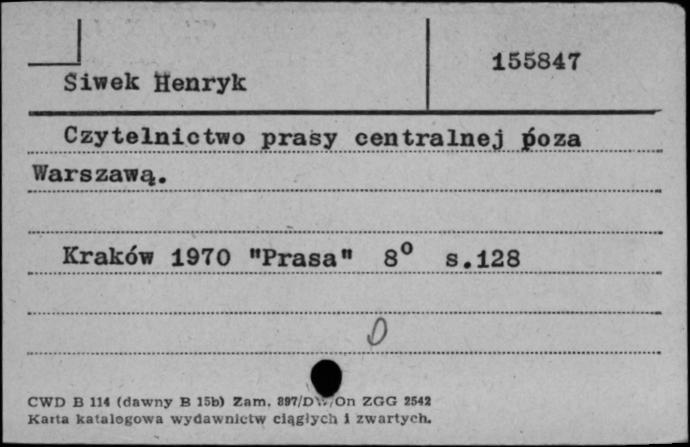 155847
Siwek Henryk
Czytelnictwo prasy centralnej poza
Warszawą.
Kraków 1970 "Prasa" 8⁰ s.128
D
CWD B 114 (dawny B 15b) Zam. 897/DW/On ZGG 2542
Karta katalogowa wydawnictw ciągłych i zwartych.